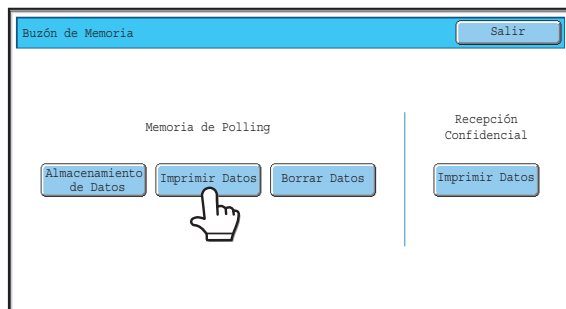 Buzón de Memoria
Salir
Memoria de Polling
Recepción
Confidencial
Almacenamiento
de Datos
Imprimir Datos
Borrar Datos
Imprimir Datos